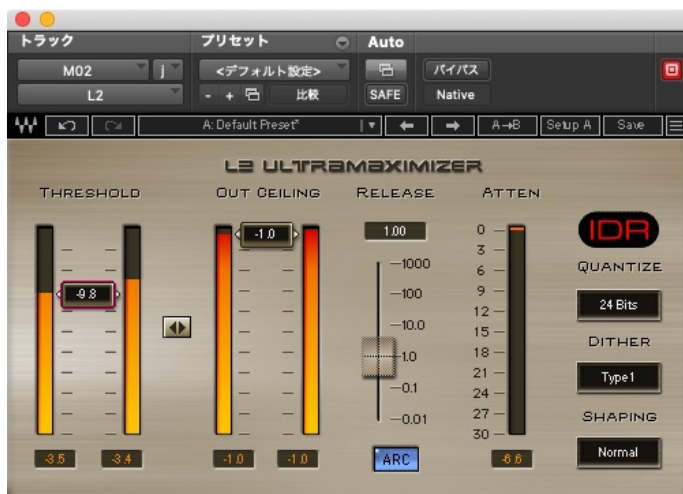 トラック プリセット Auto
M02 j <デフォルト設定> バイパス
L2 - + 比較 SAFE Native
A: Default Preset* A→B Setup A Save
L2 ULTRAMAXIMIZER
THRESHOLD OUT CEILING RELEASE ATTEN
-9.8 -1.0 1.00
1000
100
10.0
1.0
0.1
0.01
0
3
6
9
12
15
18
21
24
27
30
IDR
QUANTIZE
24 Bits
DITHER
Type1
SHAPING
Normal
-3.5 -3.4 -1.0 -1.0 ARC -6.6